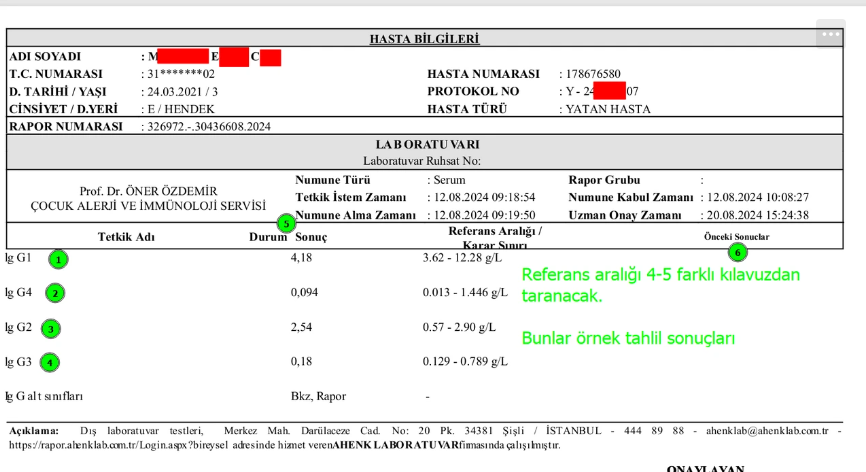 HASTA BİLGİLERİ
ADI SOYADI : M E C
T.C. NUMARASI : 31*******02 HASTA NUMARASI : 178676580
D. TARİHİ / YAŞI : 24.03.2021 / 3 PROTOKOL NO : Y - 24 07
CİNSİYET / D.YERİ : E / HENDEK HASTA TÜRÜ : YATAN HASTA
RAPOR NUMARASI : 326972.-.30436608.2024
LABORATUVARI
Laboratuvar Ruhsat No:
Prof. Dr. ÖNER ÖZDEMİR
ÇOCUK ALERJİ VE İMMÜNOLOJİ SERVİSİ
Numune Türü : Serum Rapor Grubu :
Tetkik İstem Zamanı : 12.08.2024 09:18:54 Numune Kabul Zamanı : 12.08.2024 10:08:27
Numune Alma Zamanı : 12.08.2024 09:19:50 Uzman Onay Zamanı : 20.08.2024 15:24:38
5
Tetkik Adı Durum Sonuç Referans Aralığı / Karar Sınırı Önceki Sonuclar
6
Ig G1 1 4,18 3.62 - 12.28 g/L
Ig G4 2 0,094 0.013 - 1.446 g/L
Ig G2 3 2,54 0.57 - 2.90 g/L
Ig G3 4 0,18 0.129 - 0.789 g/L
Ig G alt sınıfları Bkz, Rapor -
Referans aralığı 4-5 farklı kılavuzdan
taranacak.
Bunlar örnek tahlil sonuçları
Açıklama: Dış laboratuvar testleri, Merkez Mah. Darülaceze Cad. No: 20 Pk. 34381 Şişli / İSTANBUL - 444 89 88 - ahenklab@ahenklab.com.tr -
https://rapor.ahenklab.com.tr/Login.aspx?bireysel adresinde hizmet verenAHENK LABORATUVARfirmasında çalışılmıştır.
ONAYLAYAN